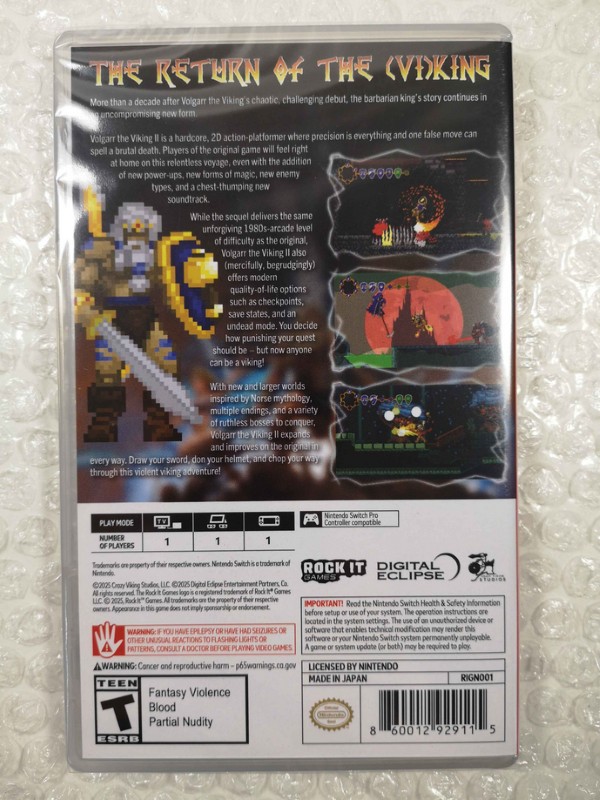 THE RETURN OF THE (VI)KING
More than a decade after Volgarr the Viking's chaotic, challenging debut, the barbarian king's story continues in
an uncompromising new form.
Volgarr the Viking II is a hardcore, 2D action-platformer where precision is everything and one false move can
spell a brutal death. Players of the original game will feel right
at home on this relentless voyage, even with the addition
of new power-ups, new forms of magic, new enemy
types, and a chest-thumping new
soundtrack.
While the sequel delivers the same
unforgiving 1980s-arcade level
of difficulty as the original,
Volgarr the Viking II also
(mercifully, begrudgingly)
offers modern
quality-of-life options
such as checkpoints,
save states, and an
undead mode. You decide
how punishing your quest
should be – but now anyone
can be a viking!
With new and larger worlds
inspired by Norse mythology,
multiple endings, and a variety
of ruthless bosses to conquer,
Volgarr the Viking II expands
and improves on the original in
every way. Draw your sword, don your helmet, and chop your way
through this violent viking adventure!
PLAY MODE
TV
NUMBER
OF PLAYERS
1 1 1
Nintendo Switch Pro
Controller compatible
Trademarks are property of their respective owners. Nintendo Switch is a trademark of
Nintendo.
©2025 Crazy Viking Studios, LLC. ©2025 Digital Eclipse Entertainment Partners, Co.
All rights reserved. The Rock It Games logo is a registered trademark of Rock It® Games
LLC © 2025, Rock It™ Games. All trademarks are the property of their respective
owners. Appearance in this game does not imply sponsorship or endorsement.
ROCK IT
GAMES
DIGITAL
ECLIPSE
STUDIOS
WARNING: IF YOU HAVE EPILEPSY OR HAVE HAD SEIZURES OR
OTHER UNUSUAL REACTIONS TO FLASHING LIGHTS OR
PATTERNS, CONSULT A DOCTOR BEFORE PLAYING VIDEO GAMES
IMPORTANT! Read the Nintendo Switch Health & Safety Information
before setup or use of your system. The operation instructions are
located in the system settings. The use of an unauthorized device or
software that enables technical modification may render this
software or your Nintendo Switch system permanently unplayable.
A game or system update (or both) may be required to play.
WARNING: Cancer and reproductive harm – p65warnings.ca.gov
TEEN
T
ESRB
Fantasy Violence
Blood
Partial Nudity
LICENSED BY NINTENDO
MADE IN JAPAN
RIGN001
8 60012 92911 5